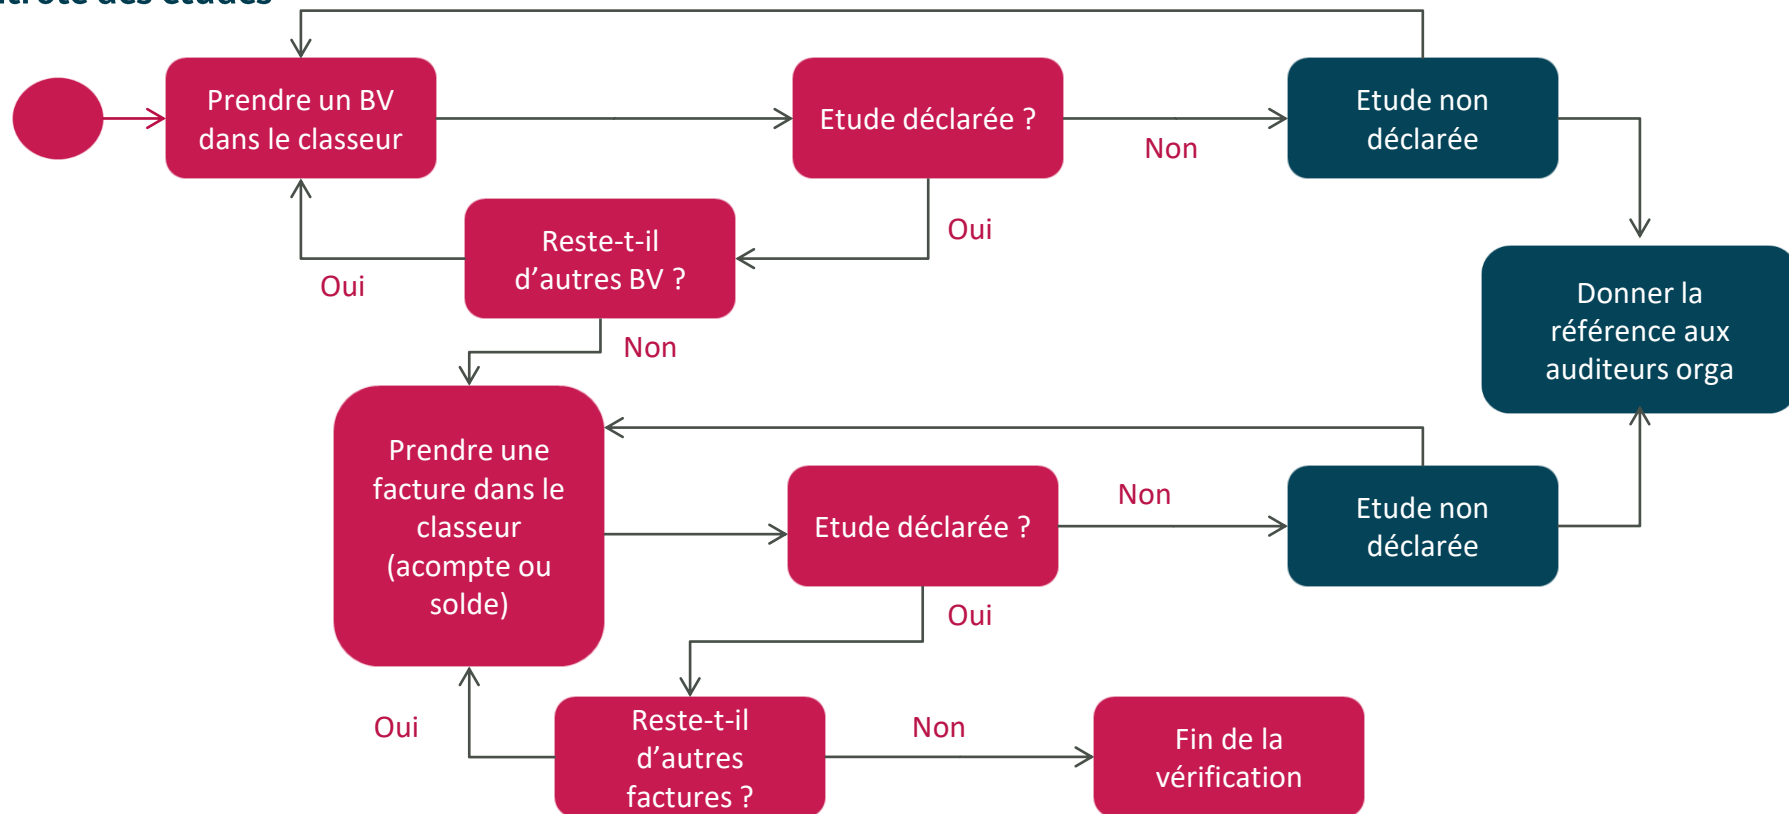 des études
Prendre un BV
dans le classeur
Etude déclarée ?
Non
Etude non
déclarée
Oui
Reste-t-il
d’autres BV ?
Oui
Non
Donner la
référence aux
auditeurs orga
Prendre une
facture dans le
classeur
(acompte ou
solde)
Etude déclarée ?
Non
Etude non
déclarée
Oui
Reste-t-il
d’autres
factures ?
Oui
Non
Fin de la
vérification